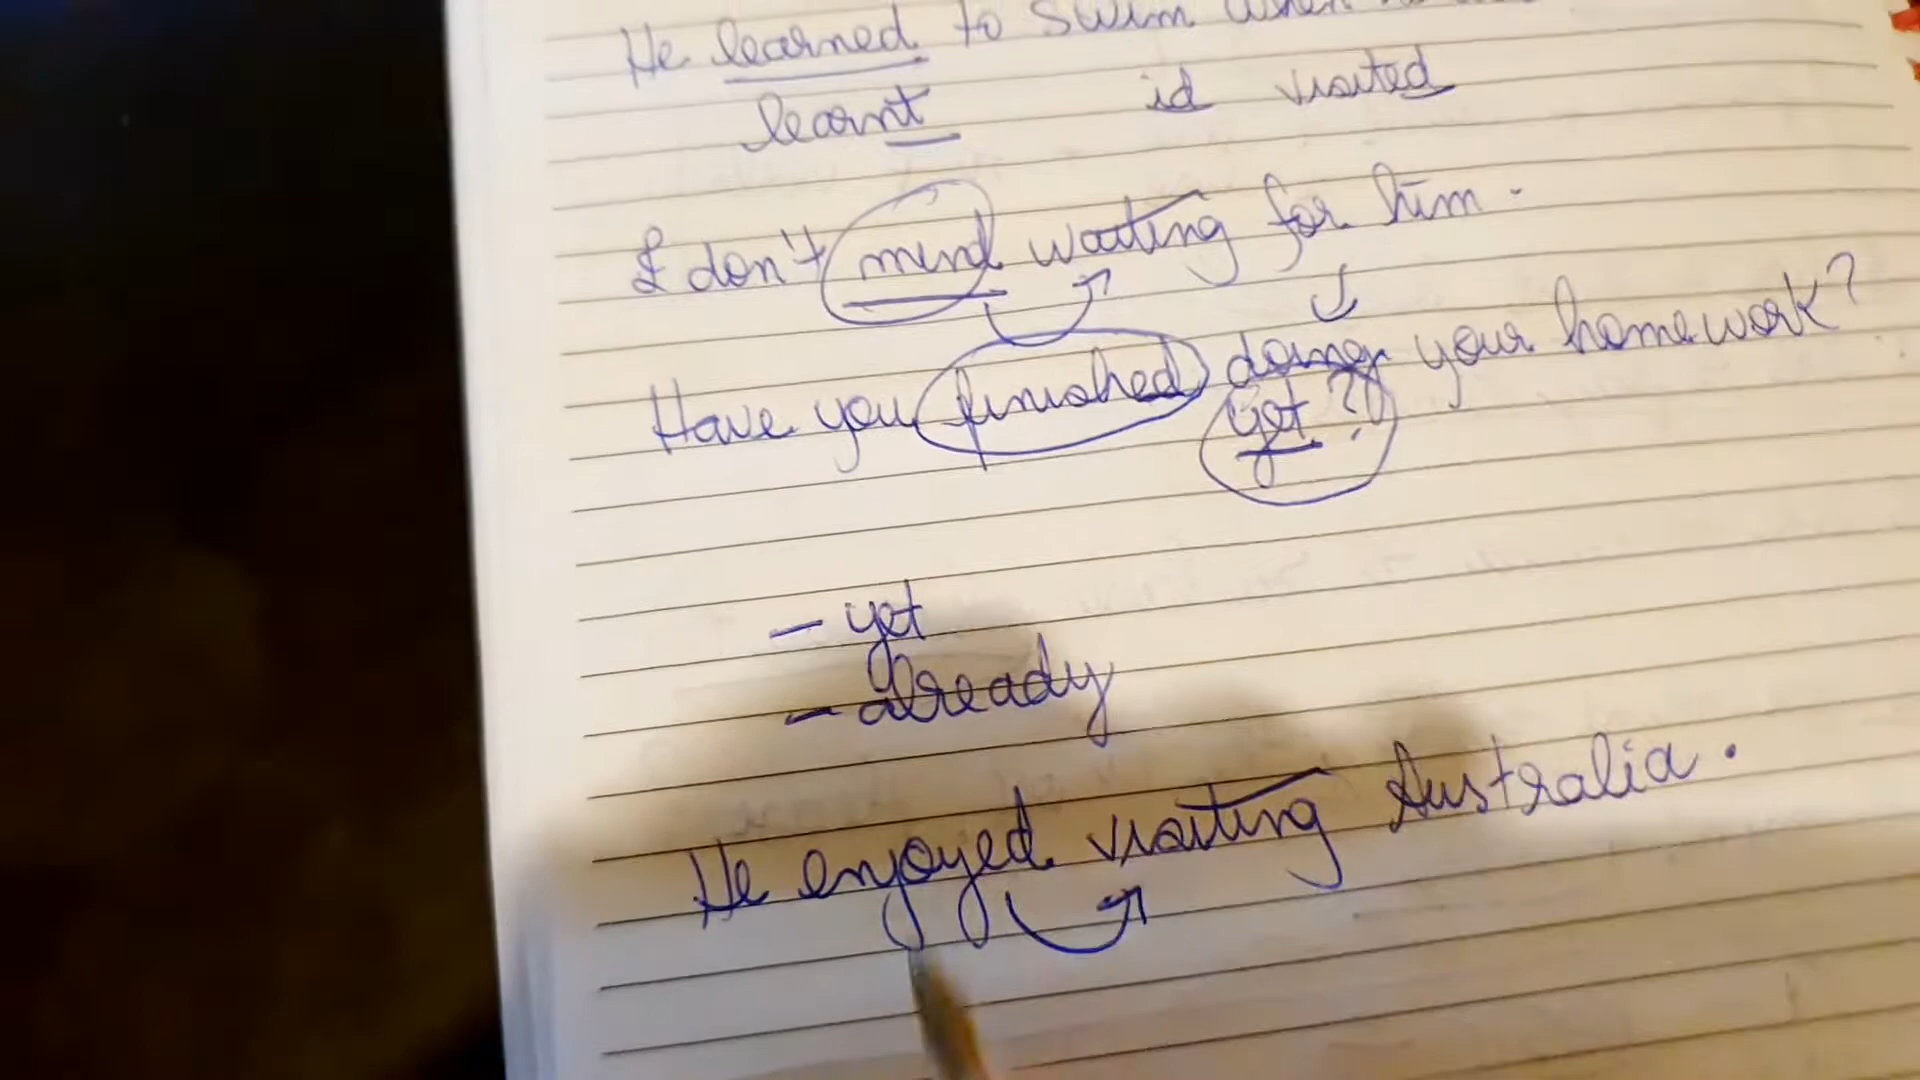 He learned to swim when
learnt id visited
I don't mind waiting for him.
Have you finished doing your homework?
yet?
- yet
- already
He enjoyed visiting Australia.